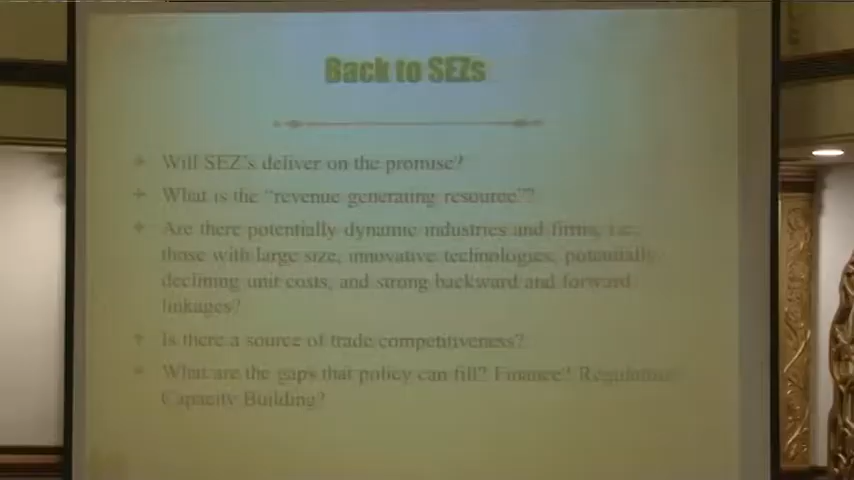 Back to SEZs
Will SEZ's deliver on the promise?
What is the "revenue generating resource"?
Are there potentially dynamic industries and firms, i.e.
those with large size, innovative technologies, potentially
declining unit costs, and strong backward and forward
linkages?
Is there a source of trade competitiveness?
What are the gaps that policy can fill? Finance?
Capacity Building?